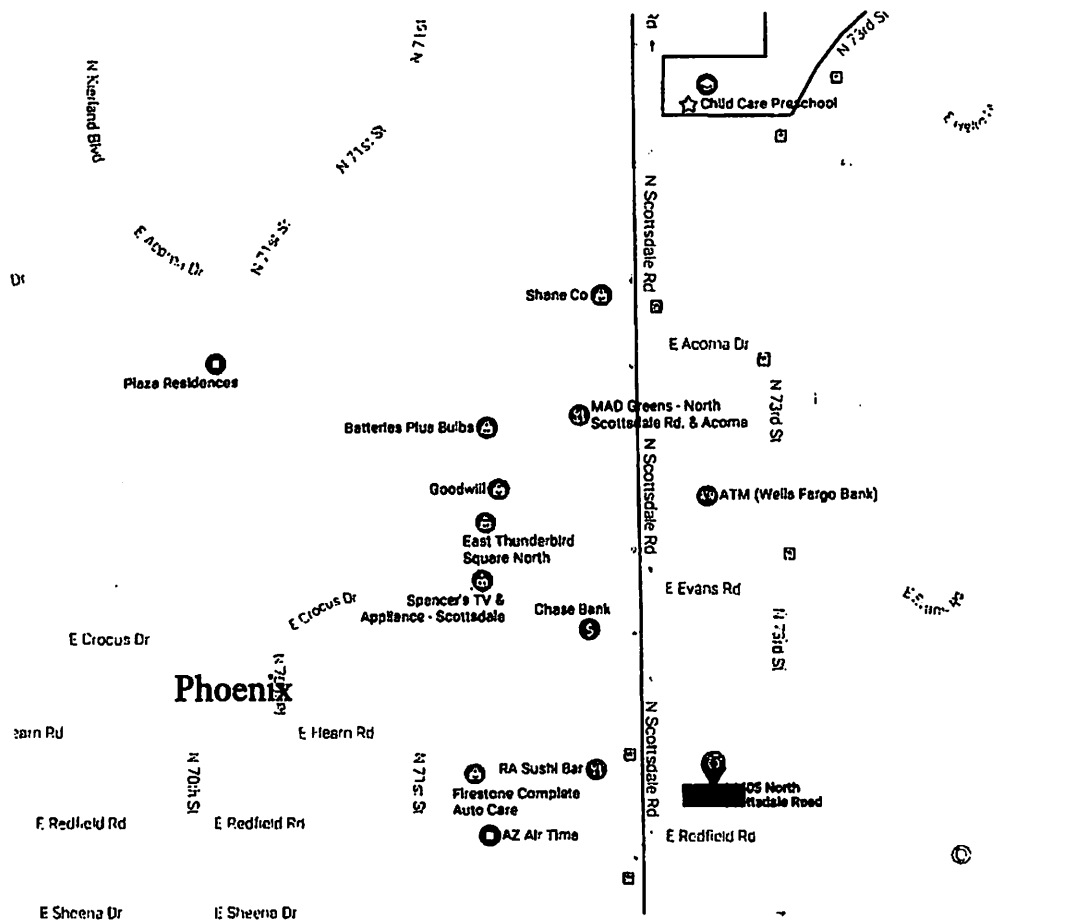 N 71st
Rd
N 73rd St
N Kierland Blvd
Child Care Preschool
N 71st St
N Scottsdale Rd
E Acoma Dr
N 71st St
Dr
Shane Co
E Acoma Dr
Plaza Residences
N 73rd St
MAD Greens - North
Scottsdale Rd. & Acoma
Batteries Plus Bulbs
N Scottsdale Rd
Goodwill
ATM (Wells Fargo Bank)
East Thunderbird
Square North
E Evans Rd
Spencer's TV &
Appliance - Scottsdale
E Crocus Dr
Chase Bank
N 73rd St
E Crocus Dr
Phoenix
N Scottsdale Rd
earn Rd
E Hearn Rd
N 70th St
N 71st St
RA Sushi Bar
Firestone Complete
Auto Care
405 North
ottsdale Road
E Redfield Rd
E Redfield Rd
AZ Air Time
E Redfield Rd
E Sheena Dr
E Sheena Dr